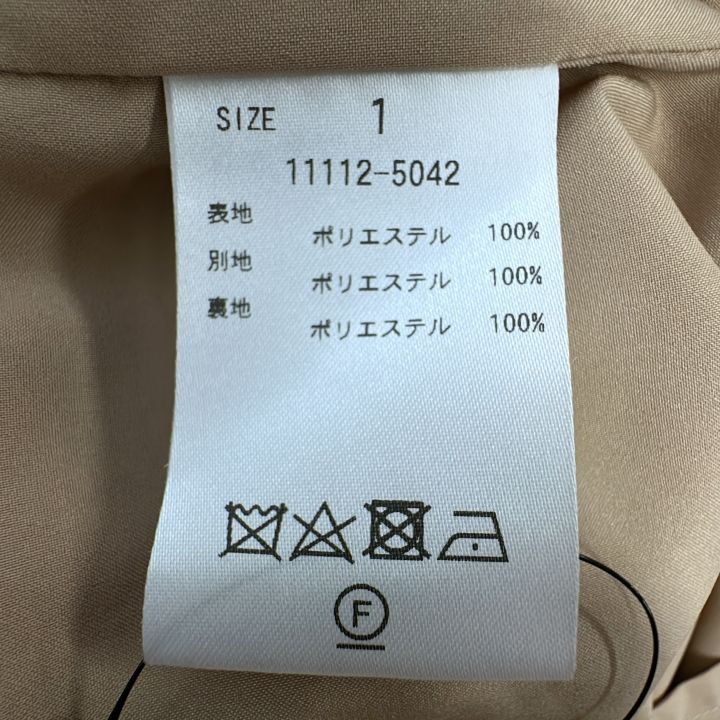 SIZE 1
11112-5042
表地 ポリエステル 100%
別地 ポリエステル 100%
裏地 ポリエステル 100%
F